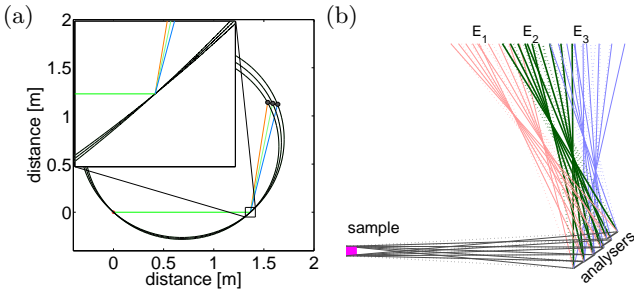 (a)
2
1.5
1
0.5
0
0
0.5
1
1.5
2
distance [m]
distance [m]
(b)
E1
E2
E3
sample
analysers